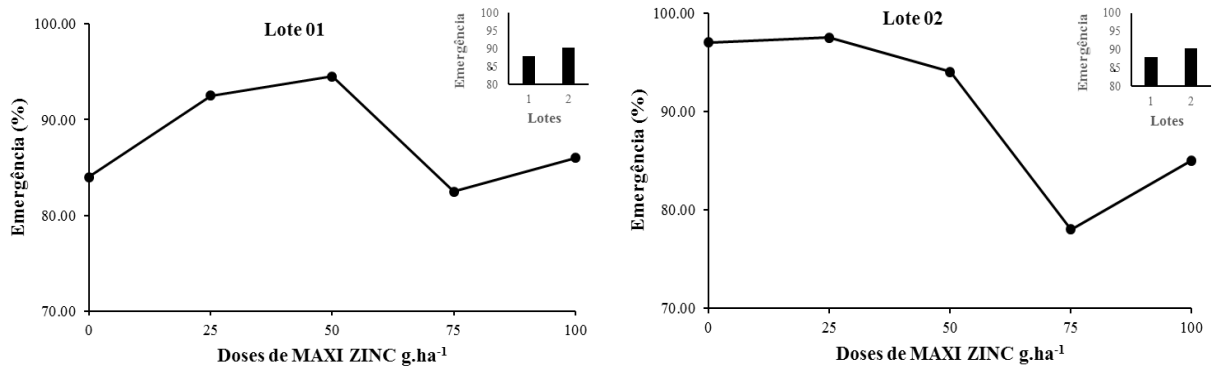 Lote 01
Emergência (%)
100.00
90.00
80.00
70.00
0 25 50 75 100
Doses de MAXI ZINC g.ha-1
Emergência
100
95
90
85
80
1 2
Lotes
Lote 02
Emergência (%)
100.00
90.00
80.00
70.00
0 25 50 75 100
Doses de MAXI ZINC g.ha-1
Emergência
100
95
90
85
80
1 2
Lotes